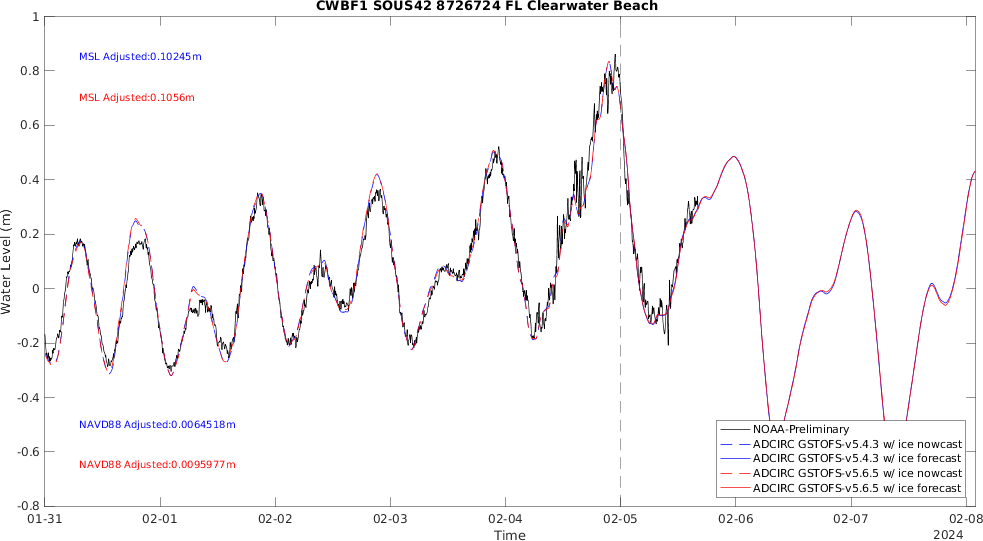 CWBF1 SOUS42 8726724 FL Clearwater Beach
1
0.8
0.6
0.4
0.2
0
-0.2
-0.4
-0.6
-0.8
Water Level (m)
MSL Adjusted:0.10245m
MSL Adjusted:0.1056m
NAVD88 Adjusted:0.0064518m
NAVD88 Adjusted:0.0095977m
NOAA-Preliminary
ADCIRC GSTOFS-v5.4.3 w/ ice nowcast
ADCIRC GSTOFS-v5.4.3 w/ ice forecast
ADCIRC GSTOFS-v5.6.5 w/ ice nowcast
ADCIRC GSTOFS-v5.6.5 w/ ice forecast
01-31 02-01 02-02 02-03 02-04 02-05 02-06 02-07 02-08
Time
2024